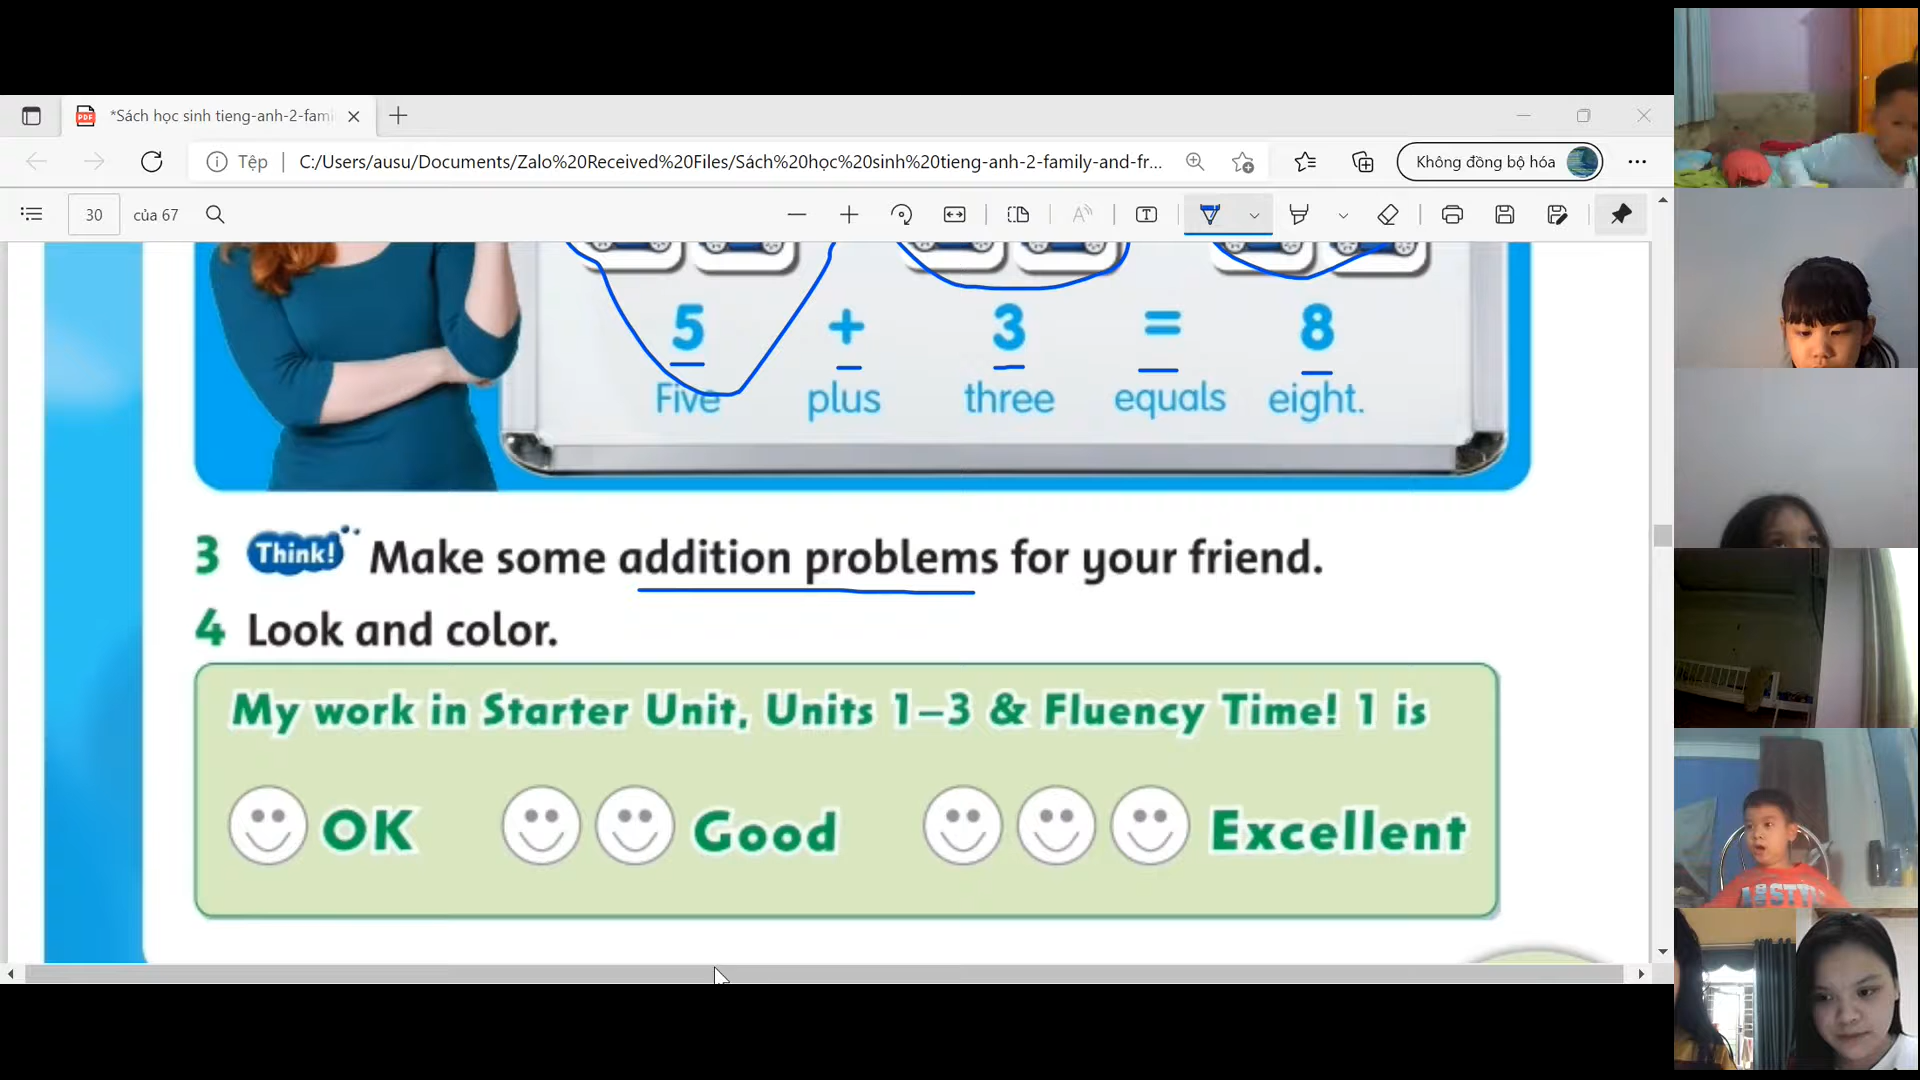 *Sách học sinh tieng-anh-2-fami
Tệp
C:/Users/ausu/Documents/Zalo%20Received%20Files/Sách%20học%20sinh%20tieng-anh-2-family-and-fr...
Không đồng bộ hóa
30 của 67
5 + 3 = 8
Five plus three equals eight.
3 Think! Make some addition problems for your friend.
4 Look and color.
My work in Starter Unit, Units 1–3 & Fluency Time! 1 is
OK Good Excellent